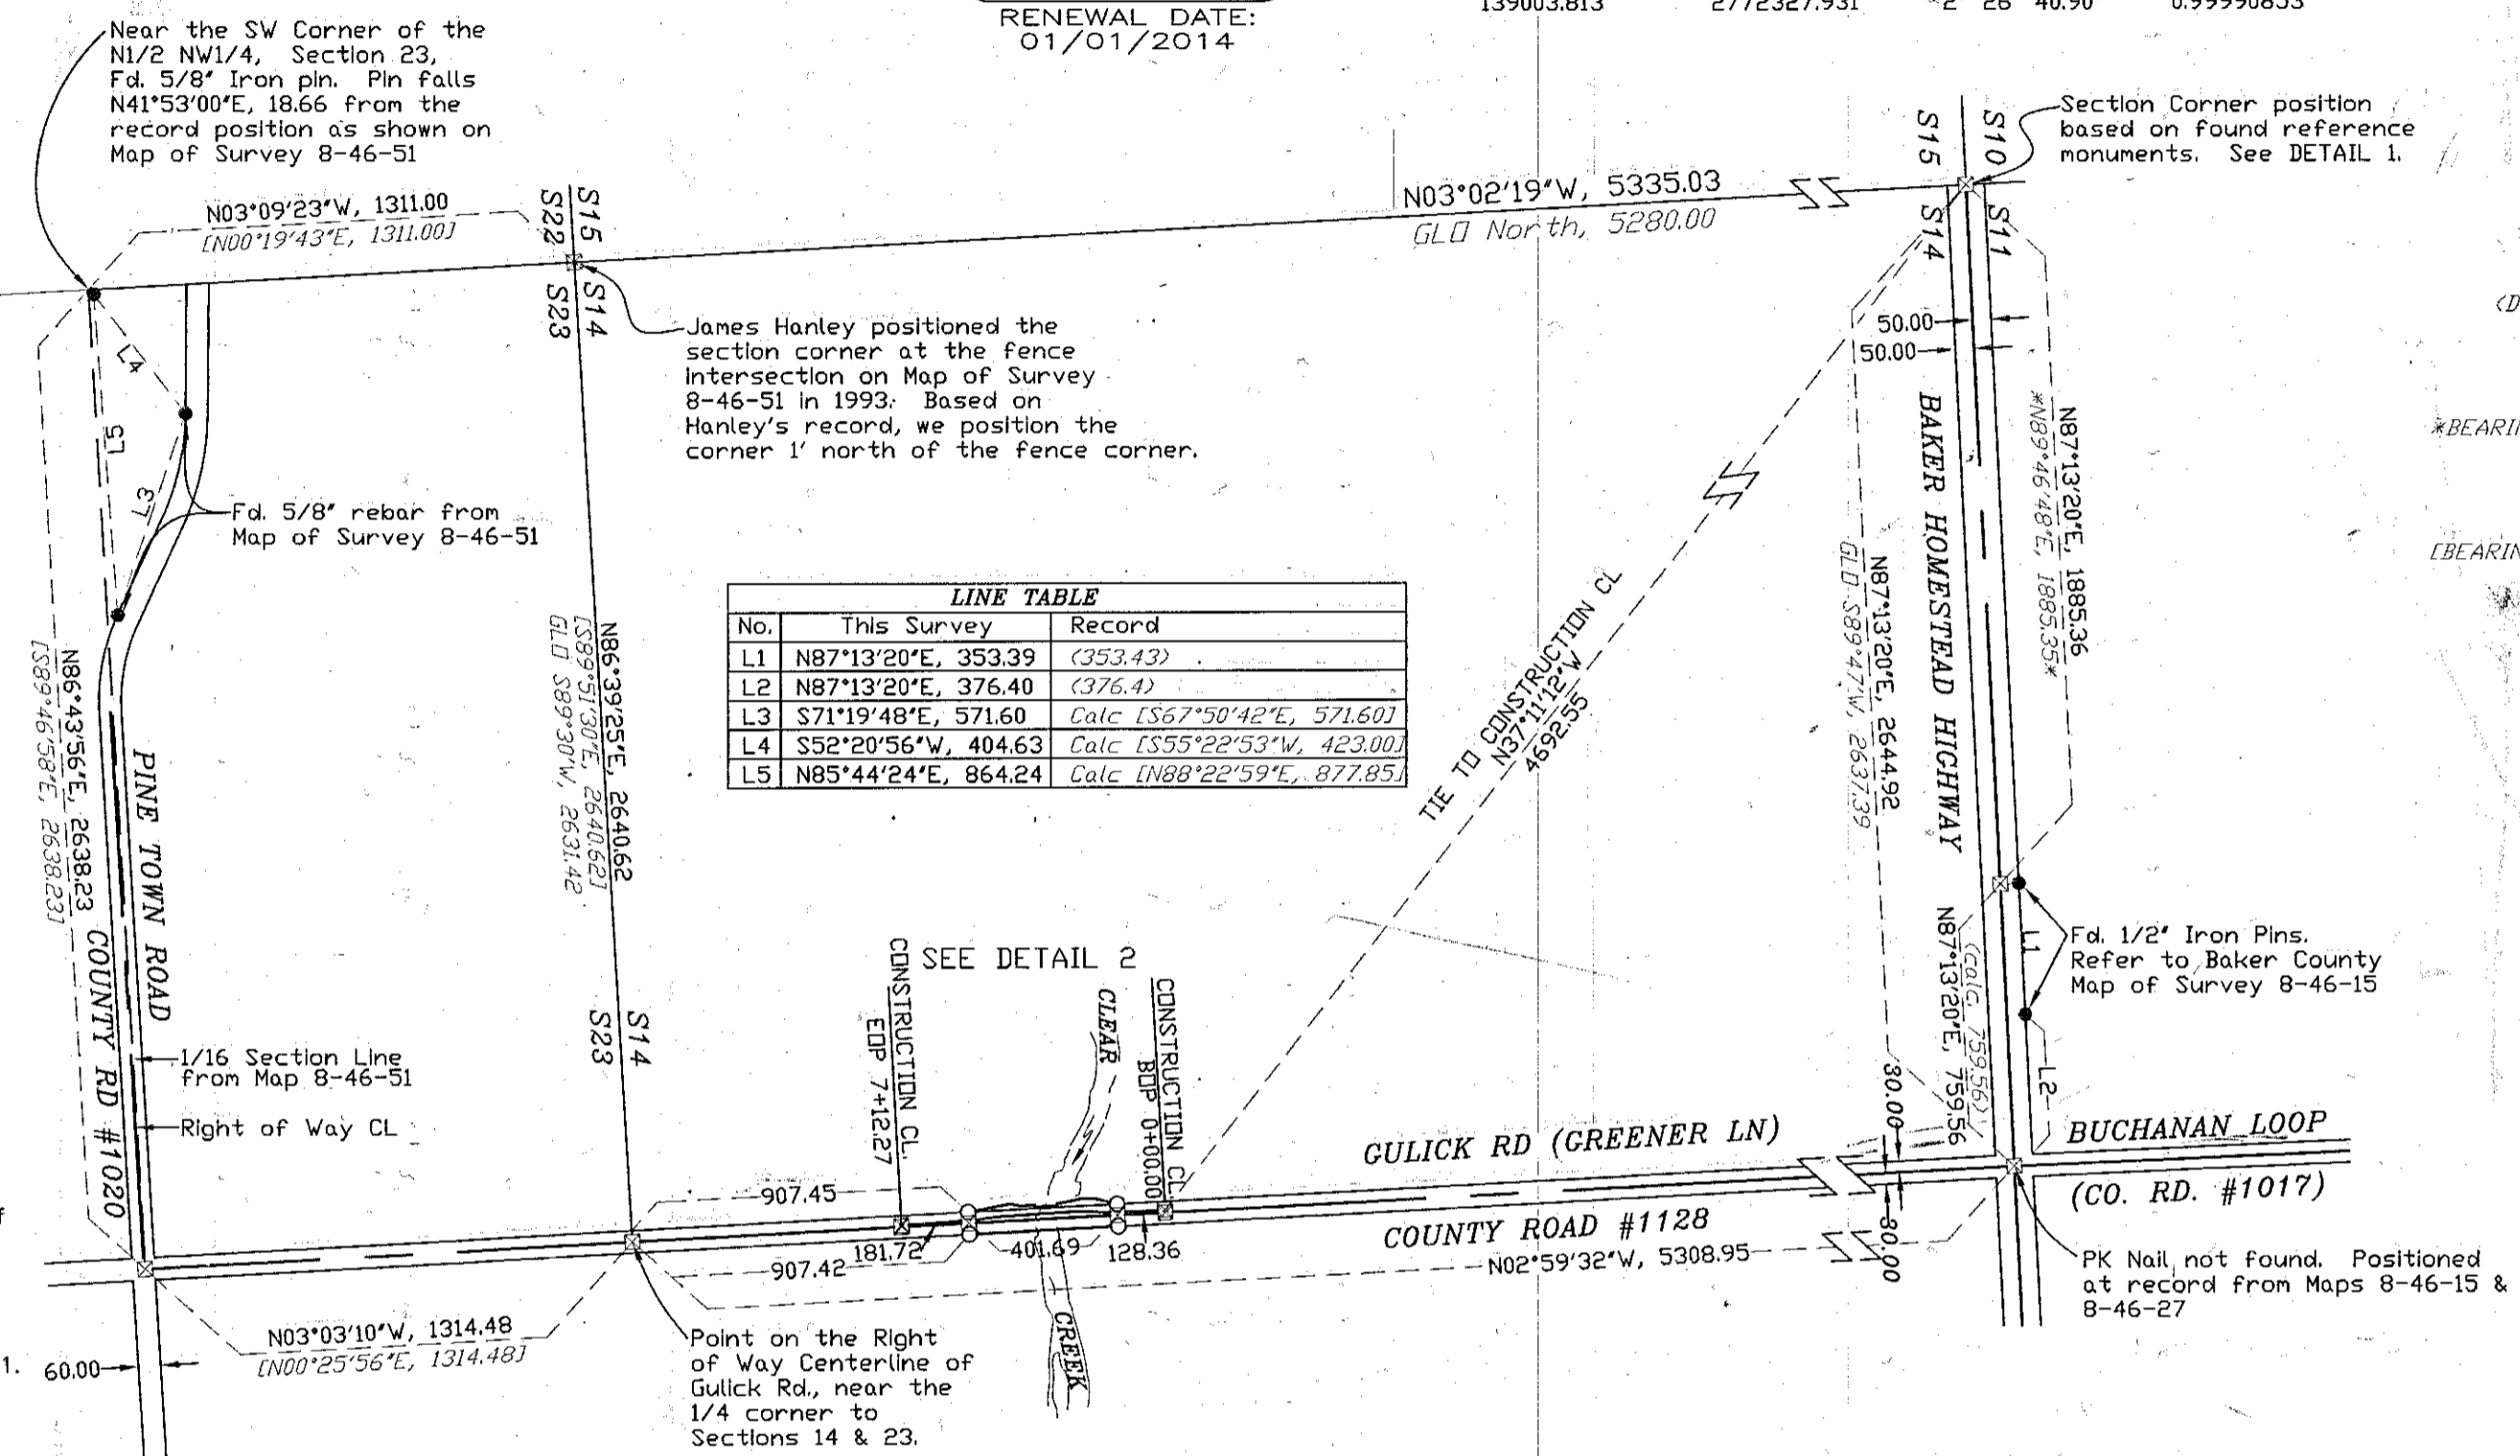 RENEWAL DATE:
01/01/2014
139003.813 2772327.931 2 26 40.90 0.99990853
Near the SW Corner of the
N1/2 NW1/4, Section 23,
Fd. 5/8" Iron pin. Pin falls
N41°53'00"E, 18.66 from the
record position as shown on
Map of Survey 8-46-51
N03°09'23"W, 1311.00
[N00°19'43"E, 1311.00]
S15
S22
S14
S23
N03°02'19"W, 5335.03
GLO North, 5280.00
S10
S15
S11
S14
Section Corner position
based on found reference
monuments. See DETAIL 1.
James Hanley positioned the
section corner at the fence
intersection on Map of Survey
8-46-51 in 1993. Based on
Hanley's record, we position the
corner 1' north of the fence corner.
50.00
50.00
L4
L5
L3
Fd. 5/8" rebar from
Map of Survey 8-46-51
*BEARIN
[BEARIN
BAKER HOMESTEAD HIGHWAY
N87°13'20"E, 1885.36
*N89°46'48"E, 1885.35*
N87°13'20"E, 2644.92
GLO S89°47'W, 2637.39
LINE TABLE
No. This Survey Record
L1 N87°13'20"E, 353.39 (353.43)
L2 N87°13'20"E, 376.40 (376.4)
L3 S71°19'48"E, 571.60 Calc [S67°50'42"E, 571.60]
L4 S52°20'56"W, 404.63 Calc [S55°22'53"W, 423.00]
L5 N85°44'24"E, 864.24 Calc [N88°22'59"E, 877.85]
N86°39'25"E, 2640.62
[S89°51'30"E, 2640.62]
GLO S89°30'W, 2631.42
N86°43'56"E, 2638.23
[S89°46'58"E, 2638.23]
PINE TOWN ROAD
COUNTY RD #1020
TIE TO CONSTRUCTION CL
N37°11'12"W
4692.55
S14
S23
SEE DETAIL 2
CONSTRUCTION CL.
EOP 7+12.27
CLEAR
CREEK
CONSTRUCTION CL.
BOP 0+00.00
L1
L2
Fd. 1/2" Iron Pins.
Refer to Baker County
Map of Survey 8-46-15
N87°13'20"E, 759.56
(calc. 759.56)
1/16 Section Line
from Map 8-46-51
Right of Way CL
30.00
80.00
GULICK RD (GREENER LN)
COUNTY ROAD #1128
N02°59'32"W, 5308.95
BUCHANAN LOOP
(CO. RD. #1017)
907.45
181.72
401.69
128.36
907.42
PK Nail not found. Positioned
at record from Maps 8-46-15 &
8-46-27
N03°03'10"W, 1314.48
[N00°25'56"E, 1314.48]
1.
60.00
Point on the Right
of Way Centerline of
Gulick Rd., near the
1/4 corner to
Sections 14 & 23.